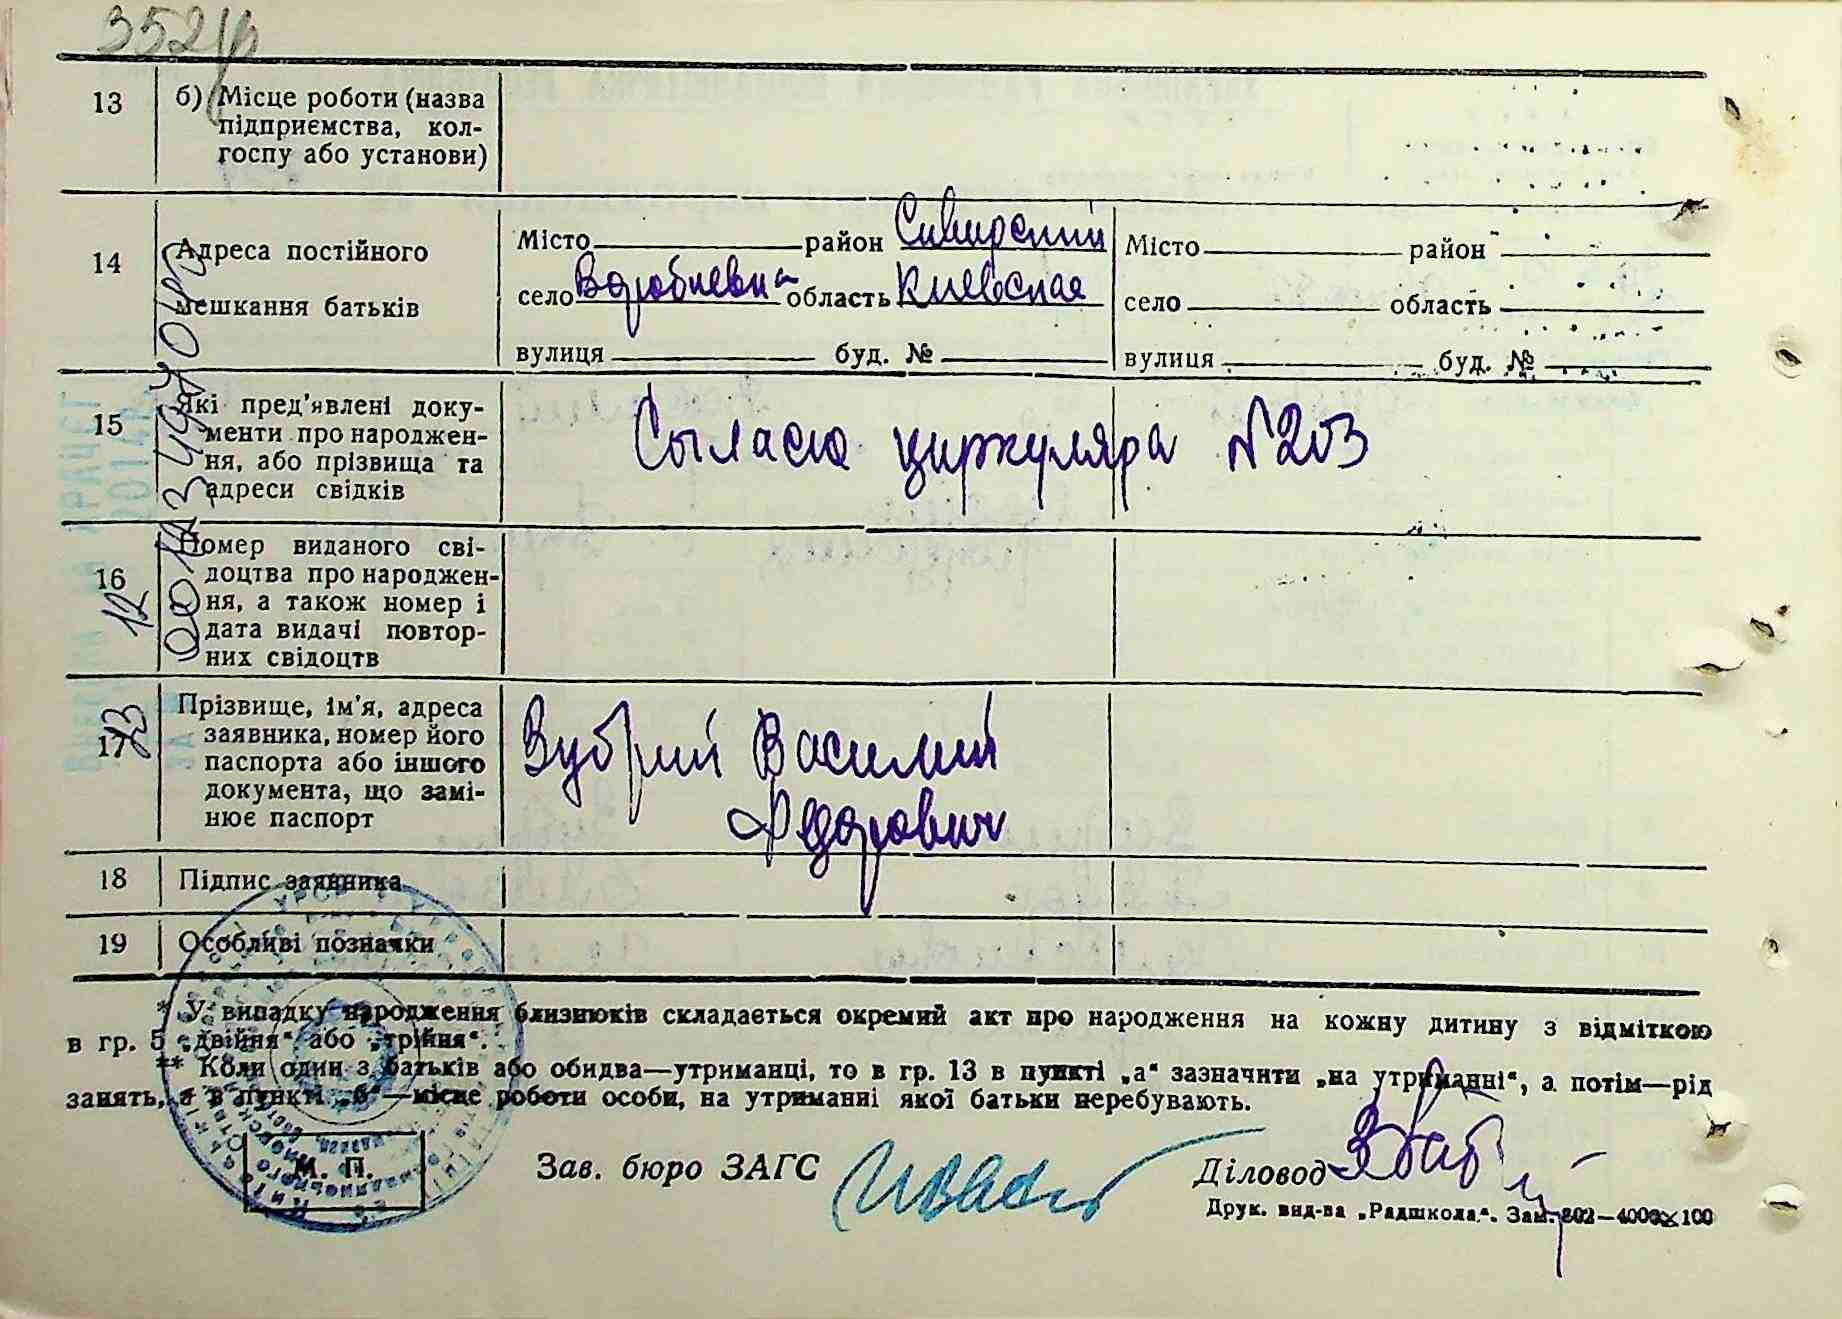 13 б) Місце роботи (назва
підприємства, кол-
госпу або установи)
14 Адреса постійного
мешкання батьків
Місто район Сквирский
село Воробиевка область Киевская
вулиця буд. №
Місто район
село область
вулиця буд. №
15 Які пред'явлені доку-
менти про народжен-
ня, або прізвища та
адреси свідків
Сыласно циркуляра №203
16 Номер виданого сві-
доцтва про народжен-
ня, а також номер і
дата видачі повтор-
них свідоцтв
17 Прізвище, ім'я, адреса
заявника, номер його
паспорта або іншого
документа, що замі-
нює паспорт
Зубрий Василий
Федорович
18 Підпис заявника
19 Особливі позначки
* У випадку народження близнюків складається окремий акт про народження на кожну дитину з відміткою
в гр. 5 „двійня“ або „трійня“.
** Коли один з батьків або обидва—утриманці, то в гр. 13 в пункті „а“ зазначити „на утриманні“, а потім—рід
занять, а в пункті „б“—місце роботи особи, на утриманні якої батьки перебувають.
М. П.
Зав. бюро ЗАГС
Діловод
Друк. вид-ва „Радшкола“. Зам. 802—4000×100